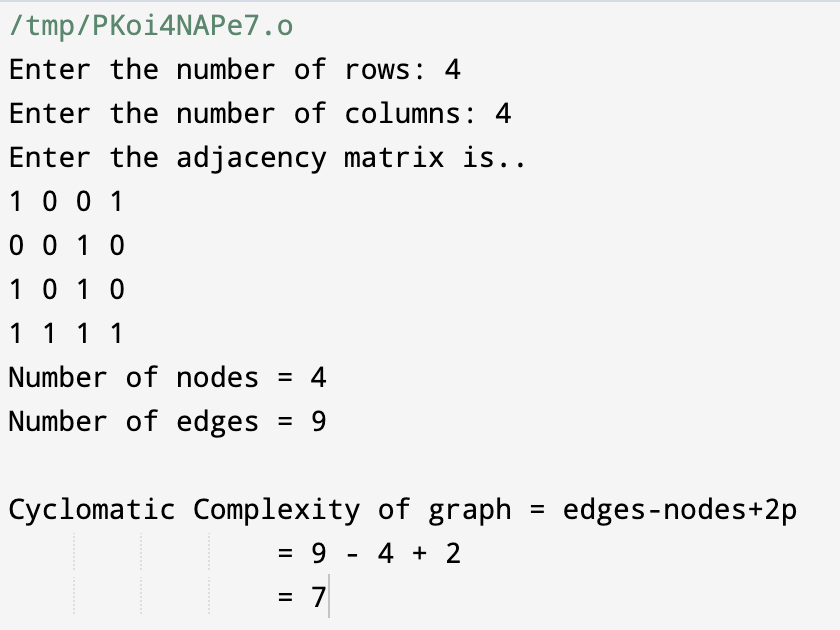 /tmp/PKoi4NAPe7.o
Enter the number of rows: 4
Enter the number of columns: 4
Enter the adjacency matrix is..
1 0 0 1
0 0 1 0
1 0 1 0
1 1 1 1
Number of nodes = 4
Number of edges = 9
Cyclomatic Complexity of graph = edges-nodes+2p
= 9 - 4 + 2
= 7